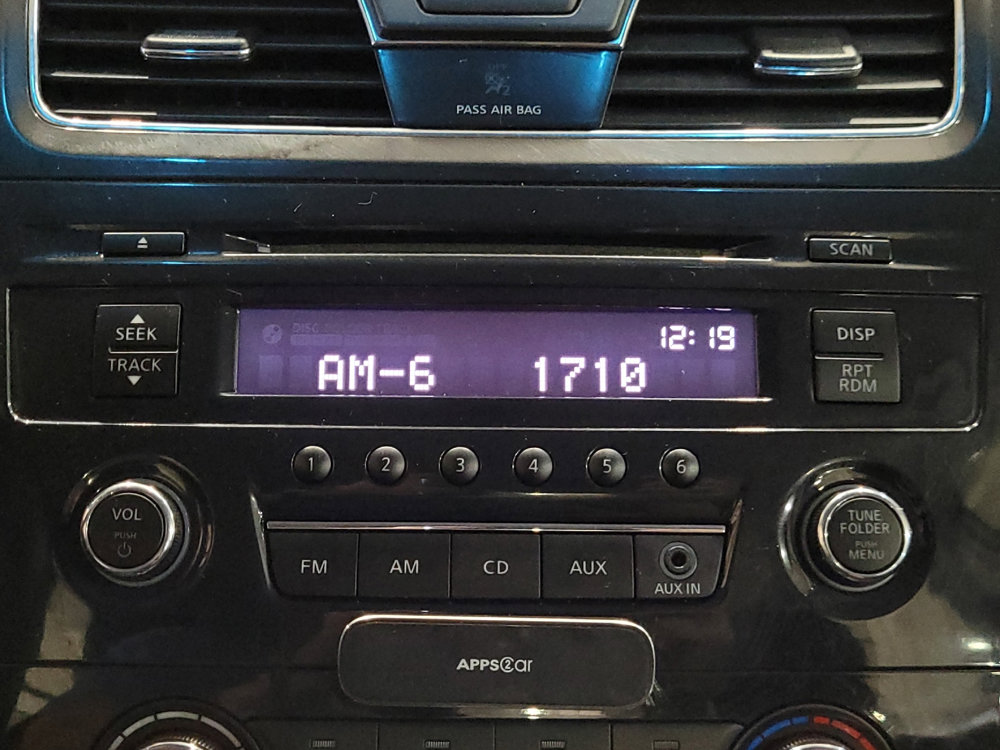 PASS AIR BAG
SCAN
SEEK
TRACK
DISC
12:19
AM-6 1710
DISP
RPT
RDM
1 2 3 4 5 6
VOL
PUSH
TUNE
FOLDER
PUSH
MENU
FM AM CD AUX
AUX IN
APPS2Car